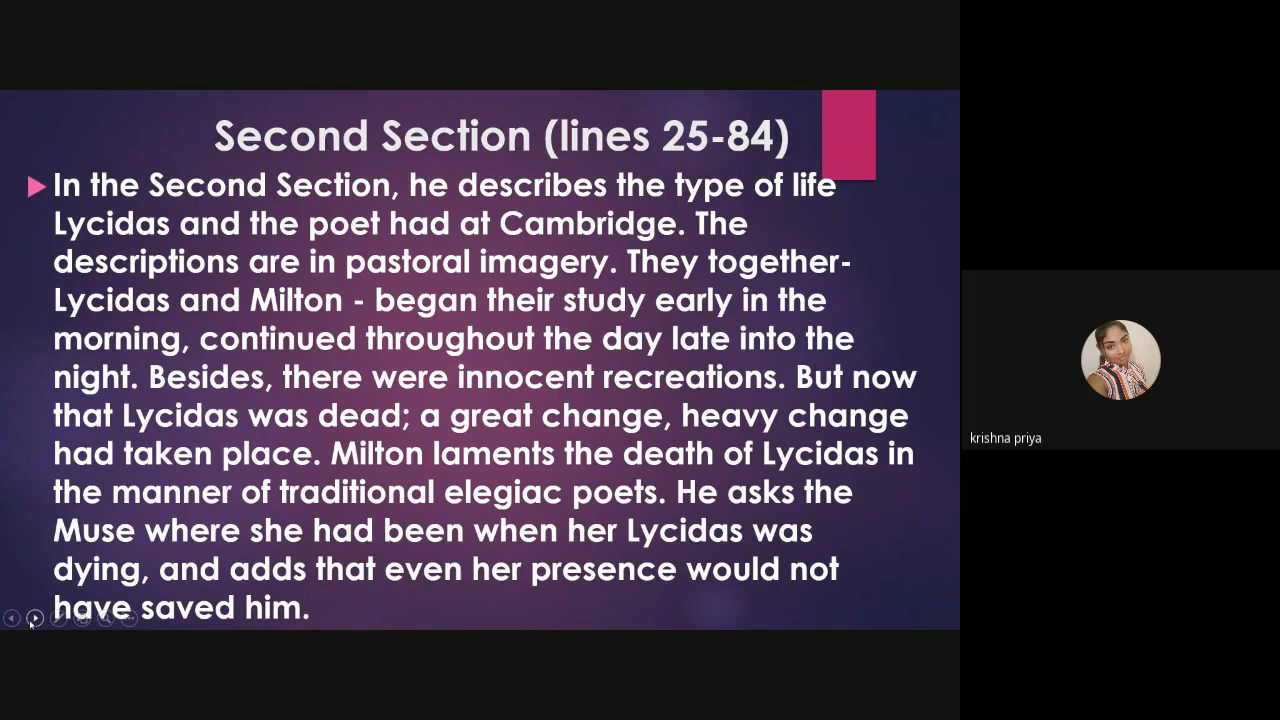 Second Section (lines 25-84)
In the Second Section, he describes the type of life
Lycidas and the poet had at Cambridge. The
descriptions are in pastoral imagery. They together-
Lycidas and Milton - began their study early in the
morning, continued throughout the day late into the
night. Besides, there were innocent recreations. But now
that Lycidas was dead; a great change, heavy change
had taken place. Milton laments the death of Lycidas in
the manner of traditional elegiac poets. He asks the
Muse where she had been when her Lycidas was
dying, and adds that even her presence would not
have saved him.
krishna priya